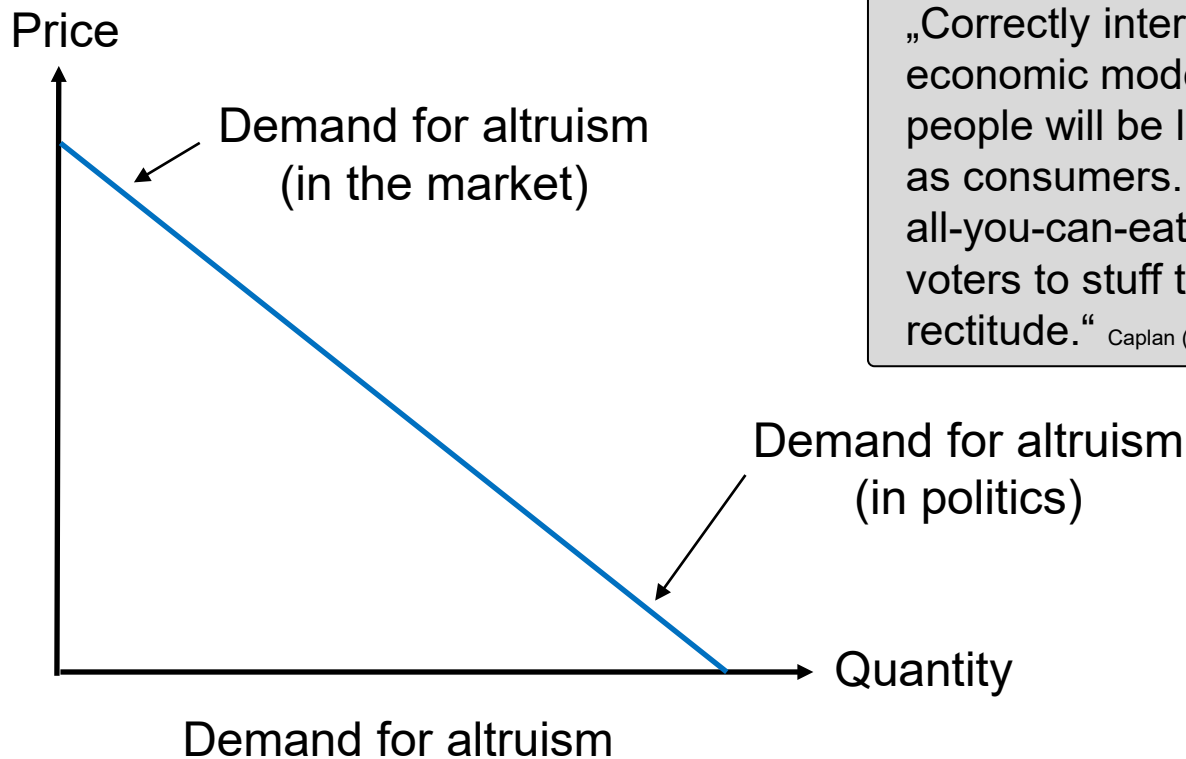 Price
Demand for altruism
(in the market)
„Correctly inter
economic mode
people will be l
as consumers.
all-you-can-eat
voters to stuff t
rectitude.“ Caplan (
Demand for altruism
(in politics)
Quantity
Demand for altruism